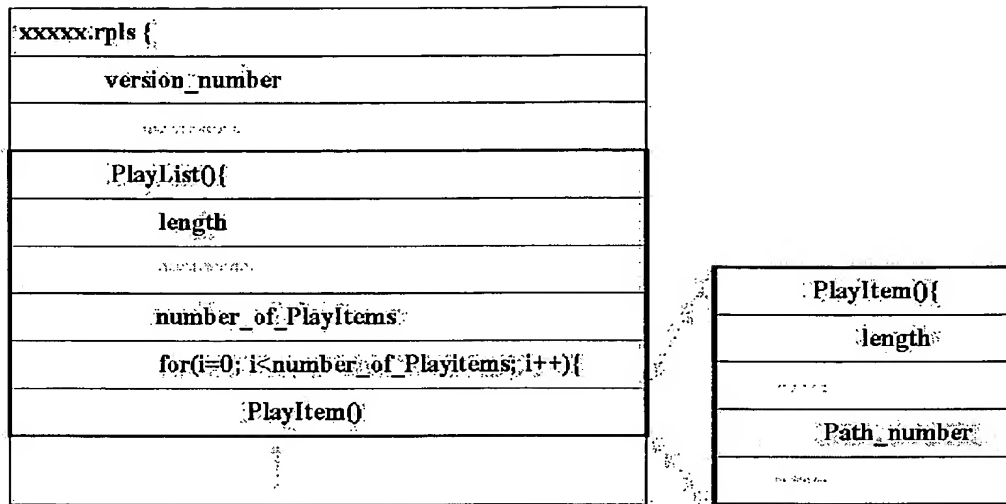 xxxxx.rpls {
version_number
PlayList(){
length
number_of_PlayItems
for(i=0; i<number_of_Playitems; i++){
PlayItem()
}
PlayItem(){
length
Path_number